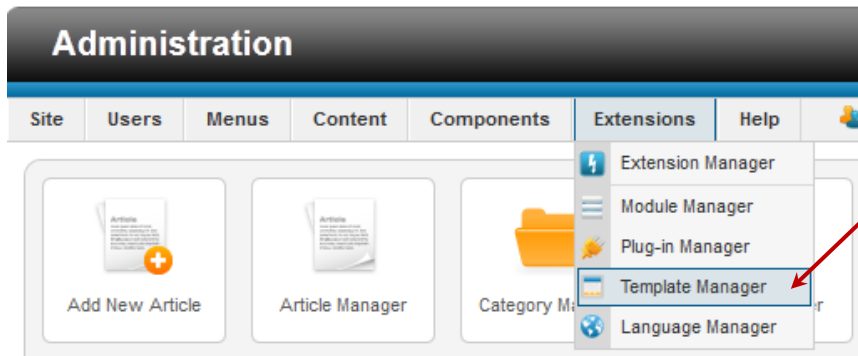 Administration
Site Users Menus Content Components Extensions Help
Extension Manager
Module Manager
Plug-in Manager
Template Manager
Language Manager
Article
Article
Add New Article Article Manager Category